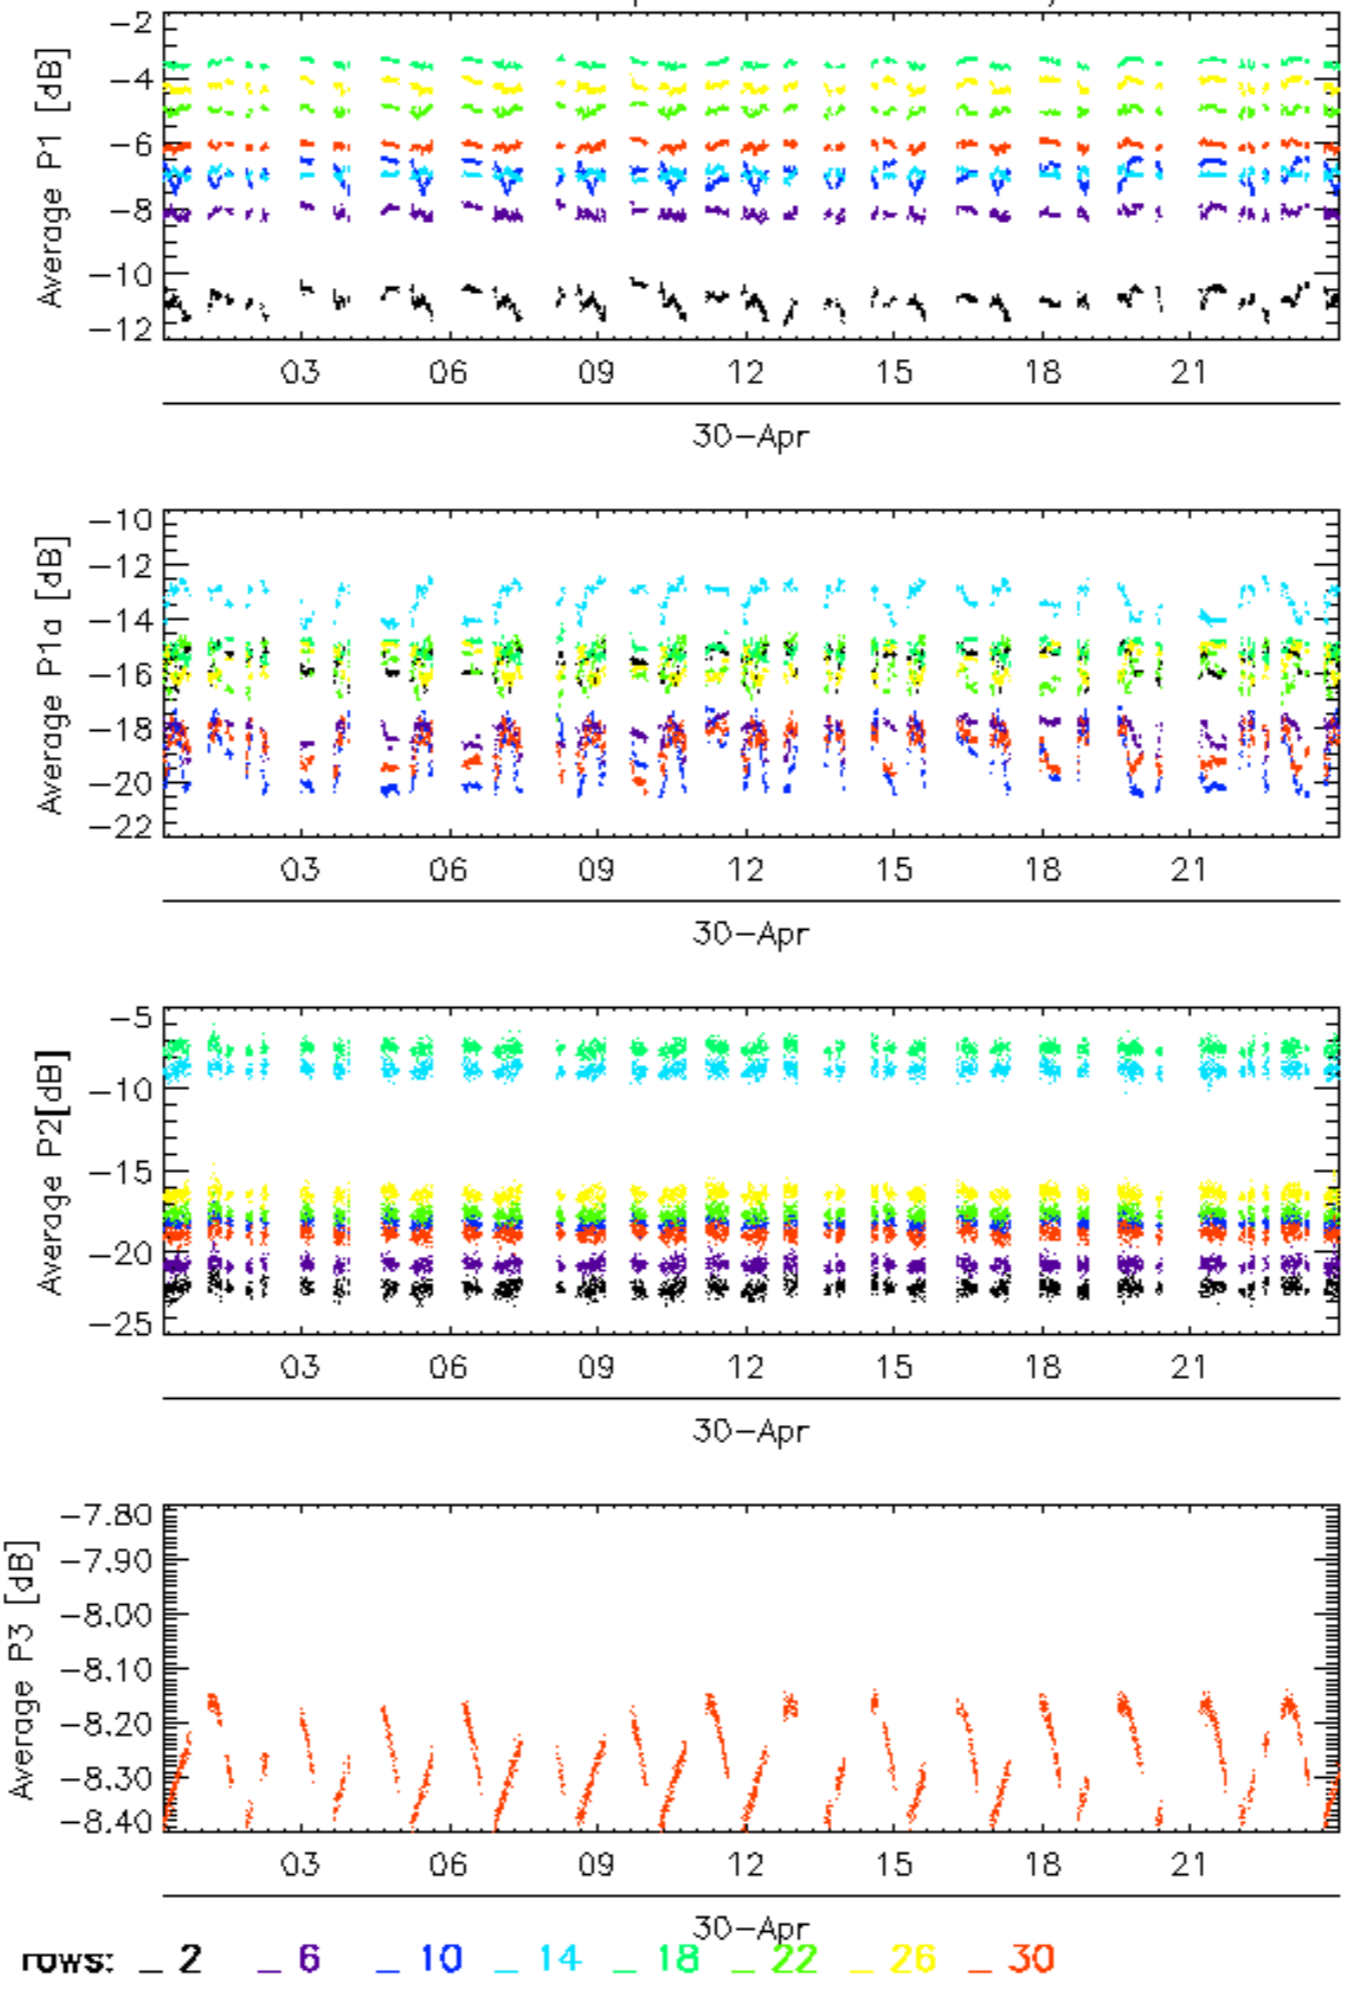 Average P1 [dB]
-2
-4
-6
-8
-10
-12
03 06 09 12 15 18 21
30-Apr
Average P1a [dB]
-10
-12
-14
-16
-18
-20
-22
03 06 09 12 15 18 21
30-Apr
Average P2[dB]
-5
-10
-15
-20
-25
03 06 09 12 15 18 21
30-Apr
Average P3 [dB]
-7.80
-7.90
-8.00
-8.10
-8.20
-8.30
-8.40
03 06 09 12 15 18 21
30-Apr
rows: _ 2 _ 6 _ 10 _ 14 _ 18 _ 22 _ 26 _ 30